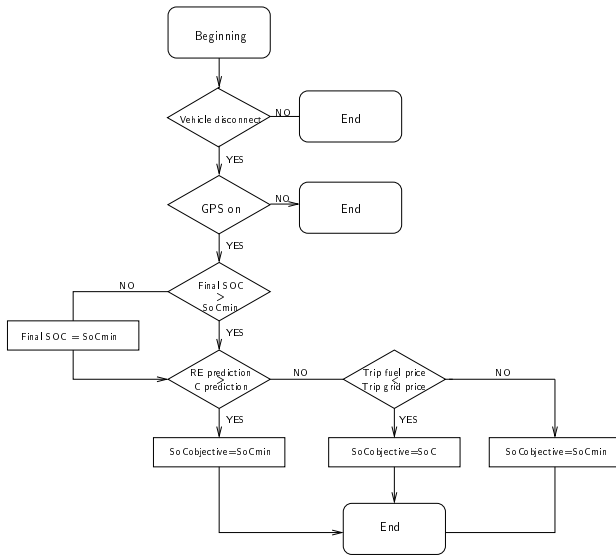 Beginning
Vehicle disconnect
NO
End
YES
GPS on
NO
End
YES
Final SOC
>
SoCmin
NO
Final SOC = SoCmin
YES
RE prediction
>
C prediction
NO
Trip fuel price
<
Trip grid price
NO
YES
YES
SoCobjective=SoCmin
SoCobjective=SoC
SoCobjective=SoCmin
End